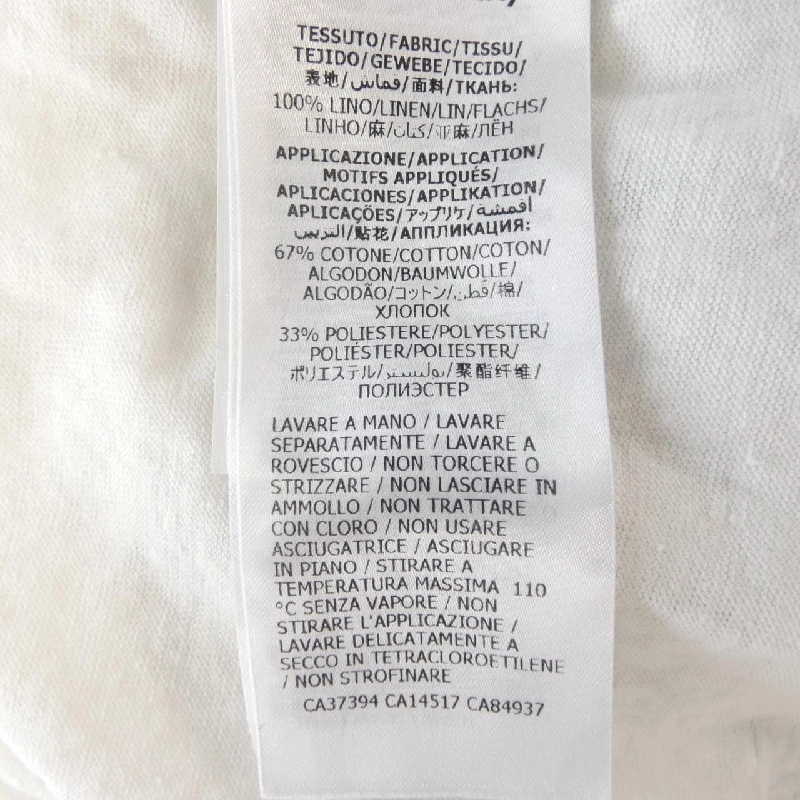 TESSUTO/FABRIC/TISSU/
TEJIDO/GEWEBE/TECIDO/
表地/قماش/面料/ТКАНЬ:
100% LINO/LINEN/LIN/FLACHS/
LINHO/麻/كتان/亚麻/ЛЁН
APPLICAZIONE/APPLICATION/
MOTIFS APPLIQUÉS/
APLICACIONES/APPLIKATION/
APLICAÇÕES/アップリケ/أقمشة
التزيين/贴花/АППЛИКАЦИЯ:
67% COTONE/COTTON/COTON/
ALGODON/BAUMWOLLE/
ALGODÃO/コットン/قطن/棉/
ХЛОПОК
33% POLIESTERE/POLYESTER/
POLIÉSTER/POLIESTER/
ポリエステル/بوليستر/聚酯纤维/
ПОЛИЭСТЕР
LAVARE A MANO / LAVARE
SEPARATAMENTE / LAVARE A
ROVESCIO / NON TORCERE O
STRIZZARE / NON LASCIARE IN
AMMOLLO / NON TRATTARE
CON CLORO / NON USARE
ASCIUGATRICE / ASCIUGARE
IN PIANO / STIRARE A
TEMPERATURA MASSIMA 110
°C SENZA VAPORE / NON
STIRARE L'APPLICAZIONE /
LAVARE DELICATAMENTE A
SECCO IN TETRACLOROETILENE
/ NON STROFINARE
CA37394 CA14517 CA84937